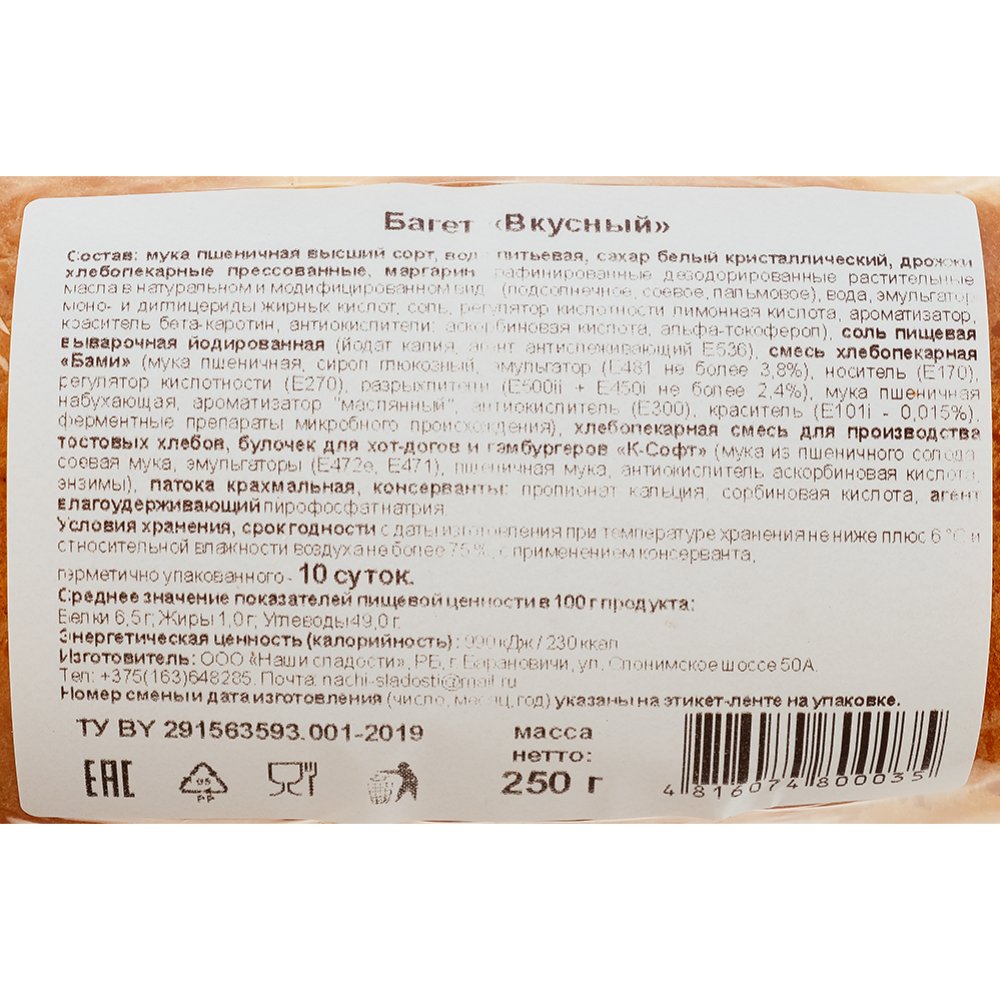 Багет «Вкусный»
Состав: мука пшеничная высший сорт, вода питьевая, сахар белый кристаллический, дрожжи
хлебопекарные прессованные, маргарин рафинированные дезодорированные растительные
масла в натуральном и модифицированном вид (подсолнечное, соевое, пальмовое), вода, эмульгатор
моно- и диглицериды жирных кислот, соль, регулятор кислотности лимонная кислота, ароматизатор,
краситель бета-каротин, антиокислители: аскорбиновая кислота, альфа-токоферол), соль пищевая
выварочная йодированная (йодат калия, агент антислеживающий Е536), смесь хлебопекарная
«Бами» (мука пшеничная, сироп глюкозный, эмульгатор (Е481 не более 3,8%), носитель (Е170),
регулятор кислотности (Е270), разрыхлители (Е500ii + Е450i не более 2,4%), мука пшеничная
набухающая, ароматизатор "маслянный", антиокислитель (Е300), краситель (Е101i - 0,015%),
ферментные препараты микробного происхождения), хлебопекарная смесь для производства
тостовых хлебов, булочек для хот-догов и гамбургеров «К-Софт» (мука из пшеничного солода,
соевая мука, эмульгаторы (Е472е, Е471), пшеничная мука, антиокислитель аскорбиновая кислота,
энзимы), патока крахмальная, консерванты: пропионат кальция, сорбиновая кислота, агент
влагоудерживающий пирофосфат натрия.
Условия хранения, срок годности с даты изготовления при температуре хранения не ниже плюс 6 °С и
относительной влажности воздуха не более 75%, с применением консерванта,
герметично упакованного - 10 суток.
Среднее значение показателей пищевой ценности в 100 г продукта:
Белки 6,5 г; Жиры 1,0 г; Углеводы 49,0 г.
Энергетическая ценность (калорийность): 990 кДж / 230 ккал
Изготовитель: ООО «Наши сладости», РБ, г. Барановичи, ул. Слонимское шоссе 50А.
Тел: +375(163)648285. Почта: nachi-sladosti@mail.ru
Номер смены и дата изготовления (число, месяц, год) указаны на этикет-ленте на упаковке.
ТУ BY 291563593.001-2019
масса
нетто:
250 г
EAC
95
PP
4 816074 800035